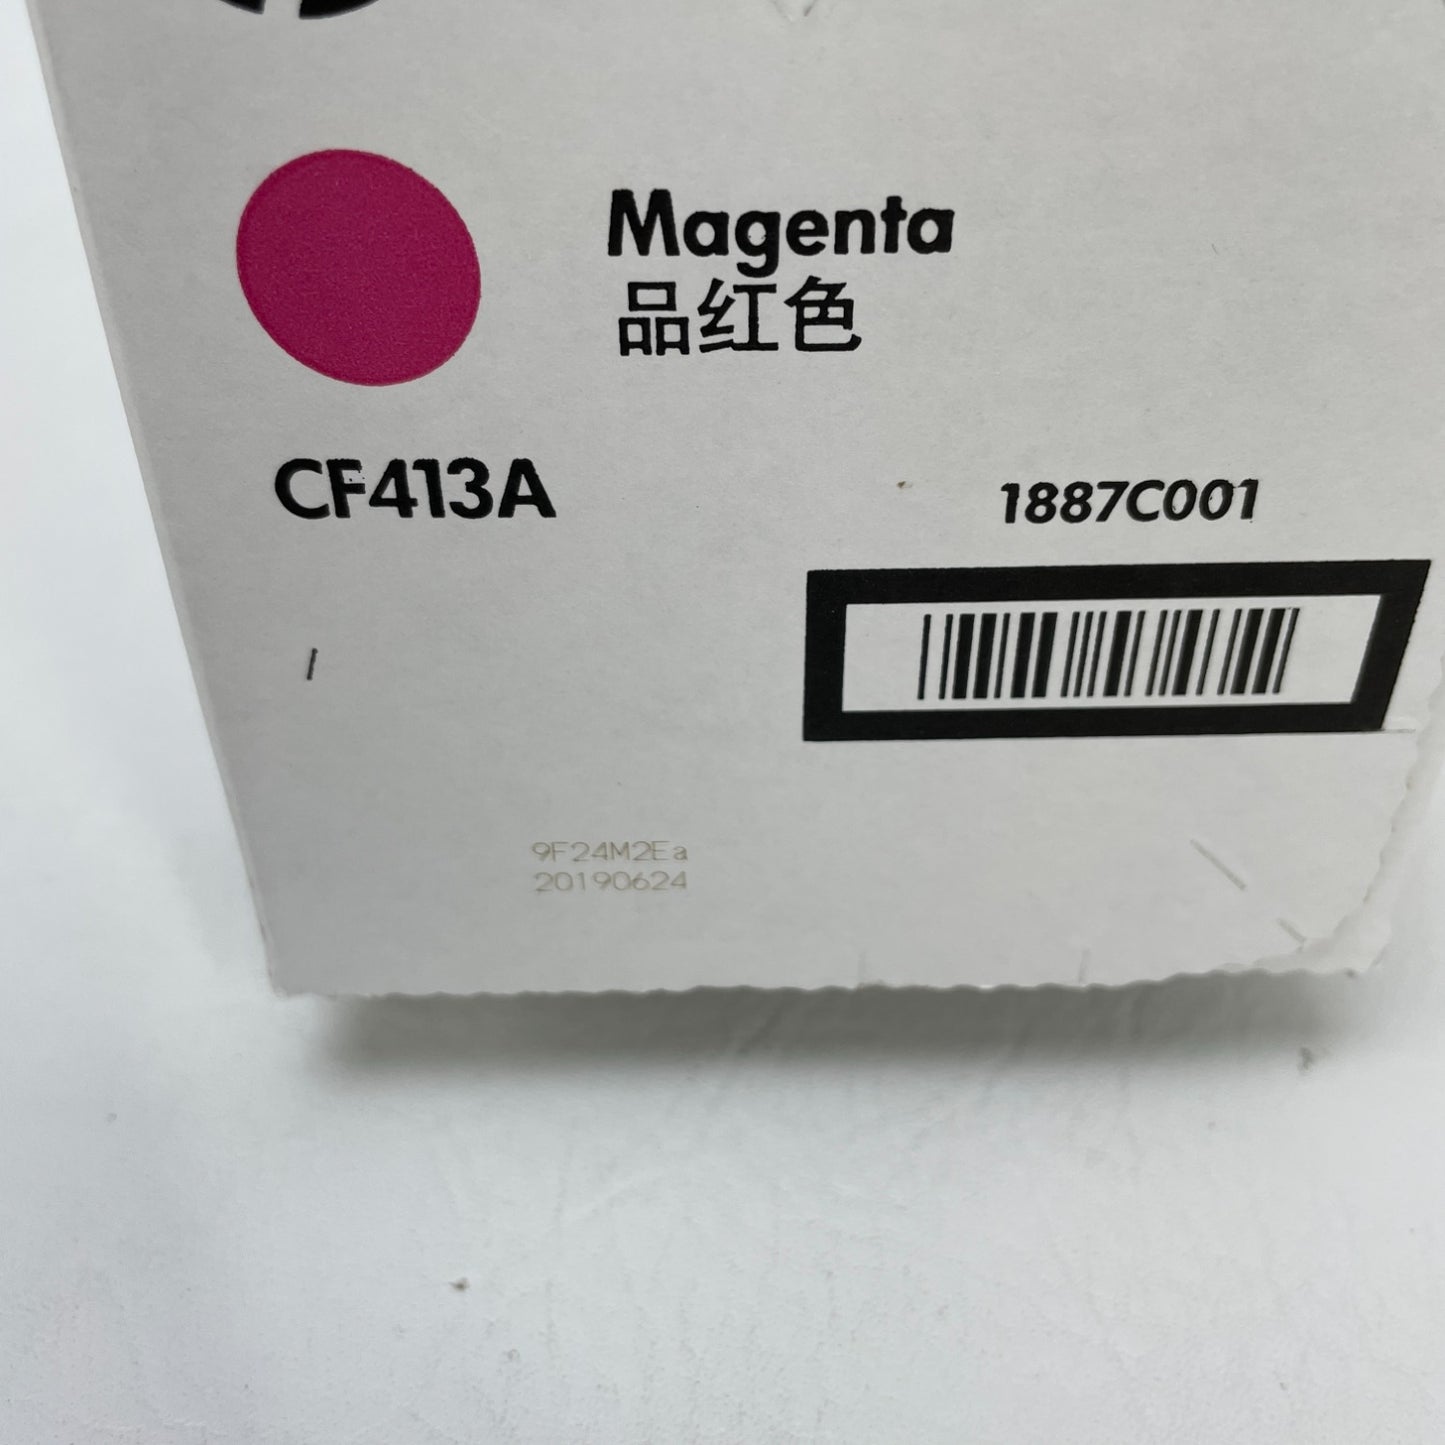 Magenta
品红色
CF413A
1887C001
9F24M2Ea
20190624